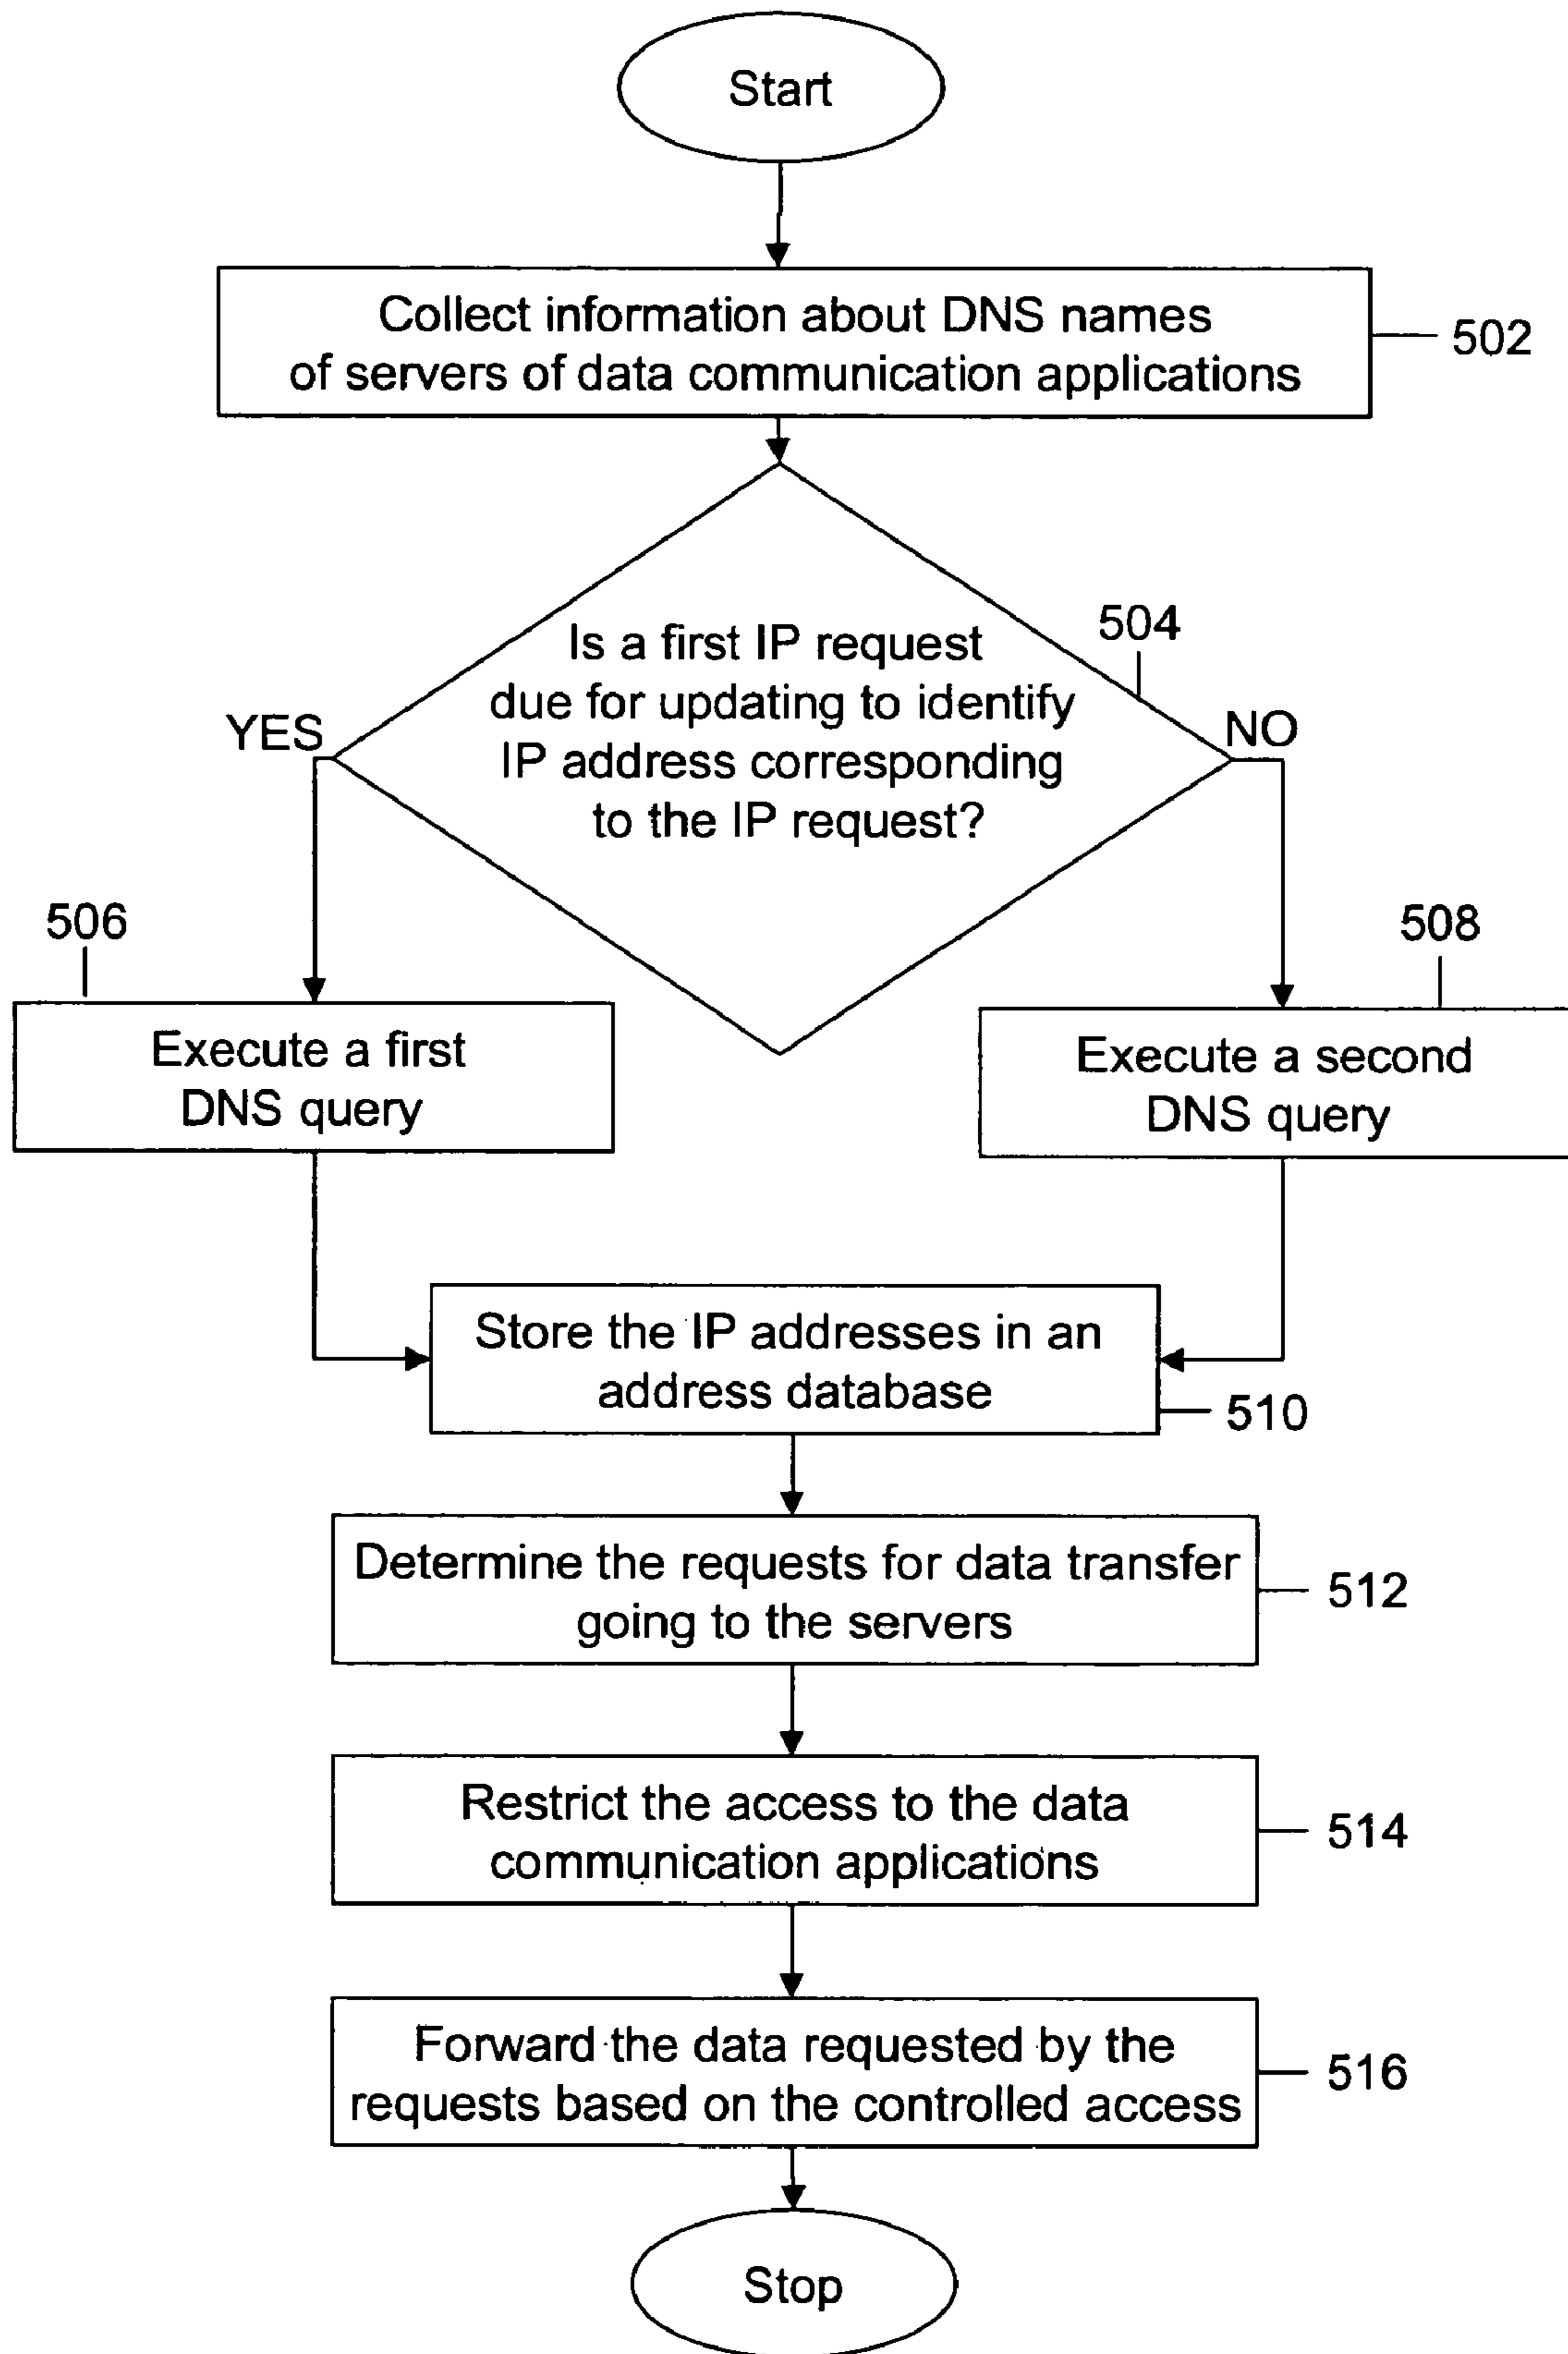 Start
Collect information about DNS names
of servers of data communication applications
502
504
Is a first IP request
due for updating to identify
IP address corresponding
to the IP request?
YES
NO
506
508
Execute a first
DNS query
Execute a second
DNS query
Store the IP addresses in an
address database
510
Determine the requests for data transfer
going to the servers
512
Restrict the access to the data
communication applications
514
Forward the data requested by the
requests based on the controlled access
516
Stop